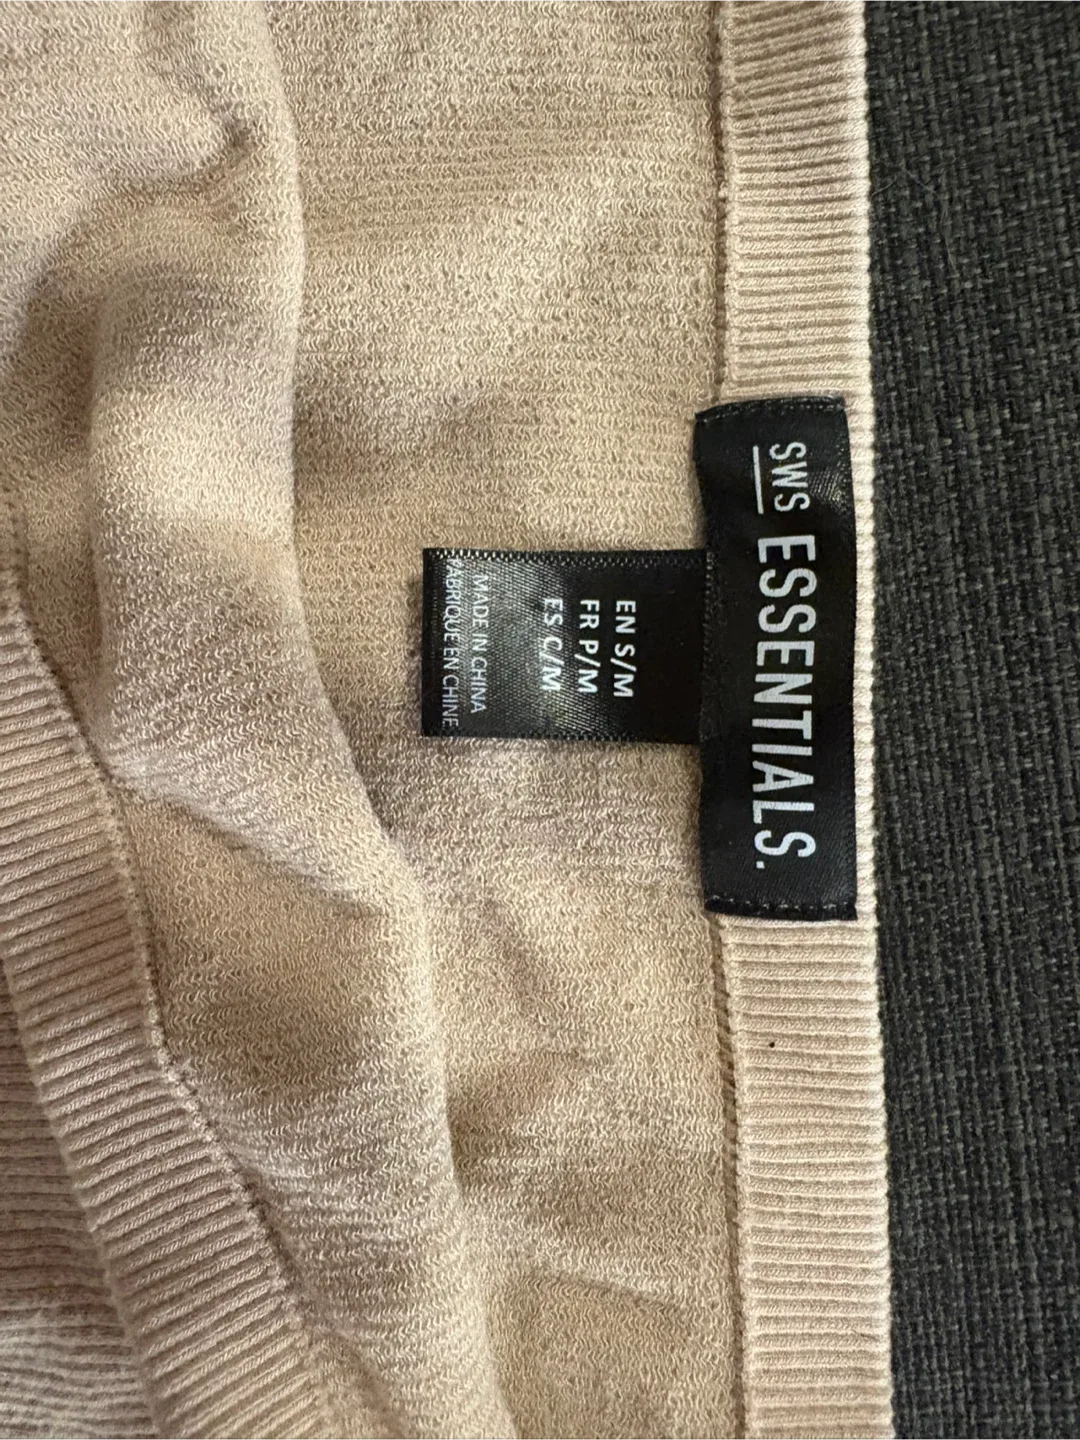 SWS ESSENTIALS.
EN S/M
FR P/M
ES C/M
MADE IN CHINA
FABRIQUE EN CHINE